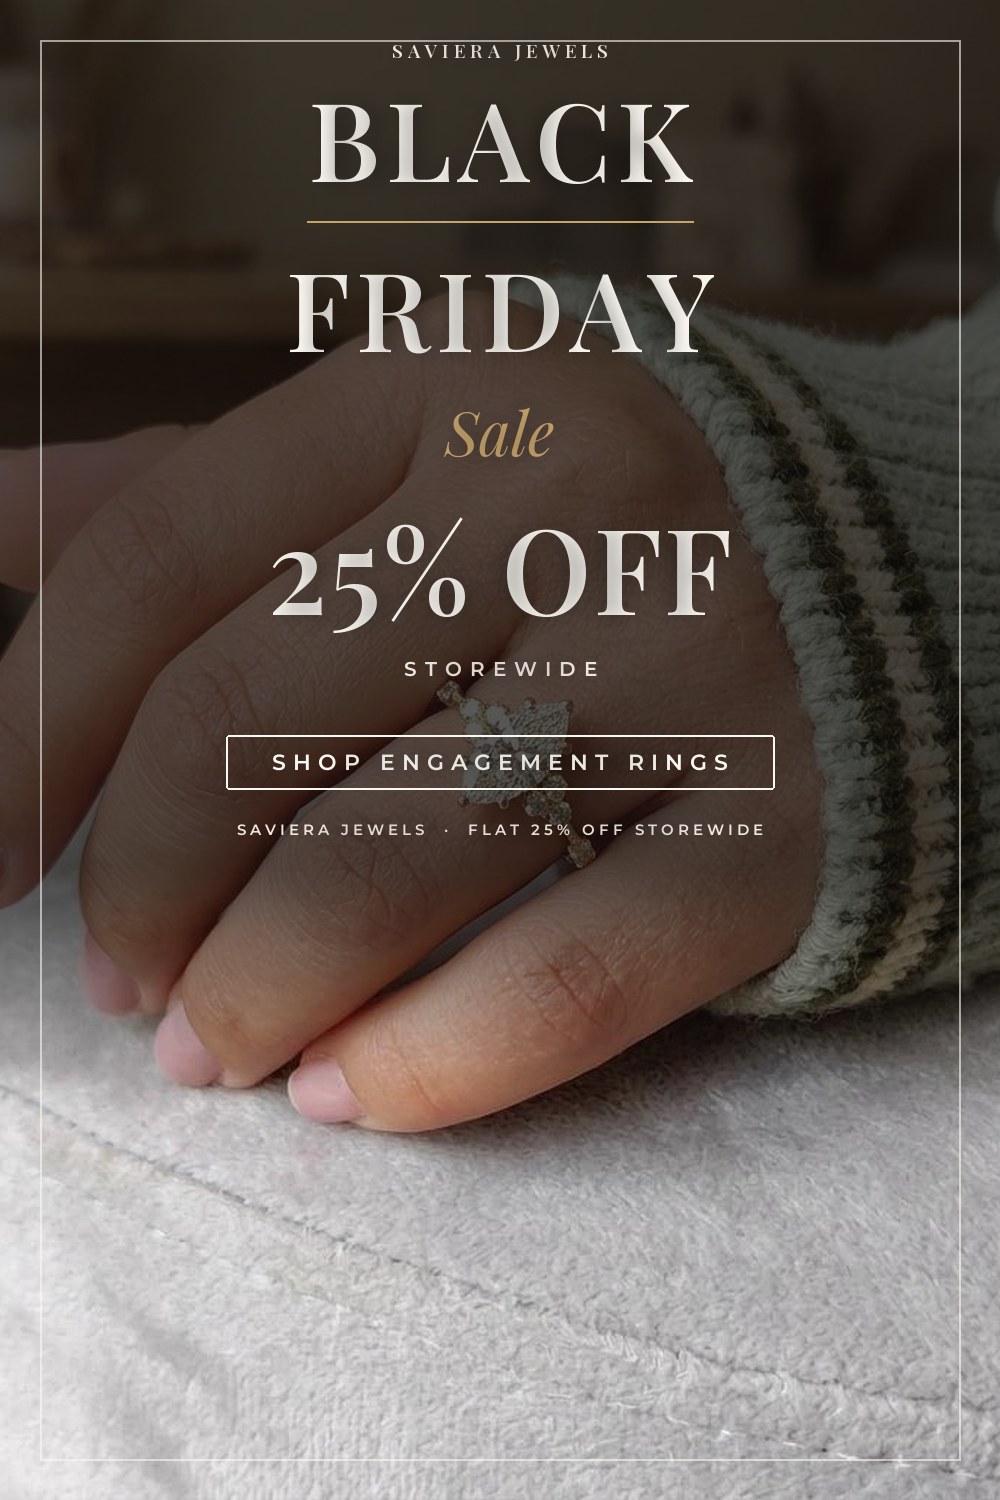 SAVIERA JEWELS
BLACK
FRIDAY
Sale
25% OFF
STOREWIDE
SHOP ENGAGEMENT RINGS
SAVIERA JEWELS · FLAT 25% OFF STOREWIDE